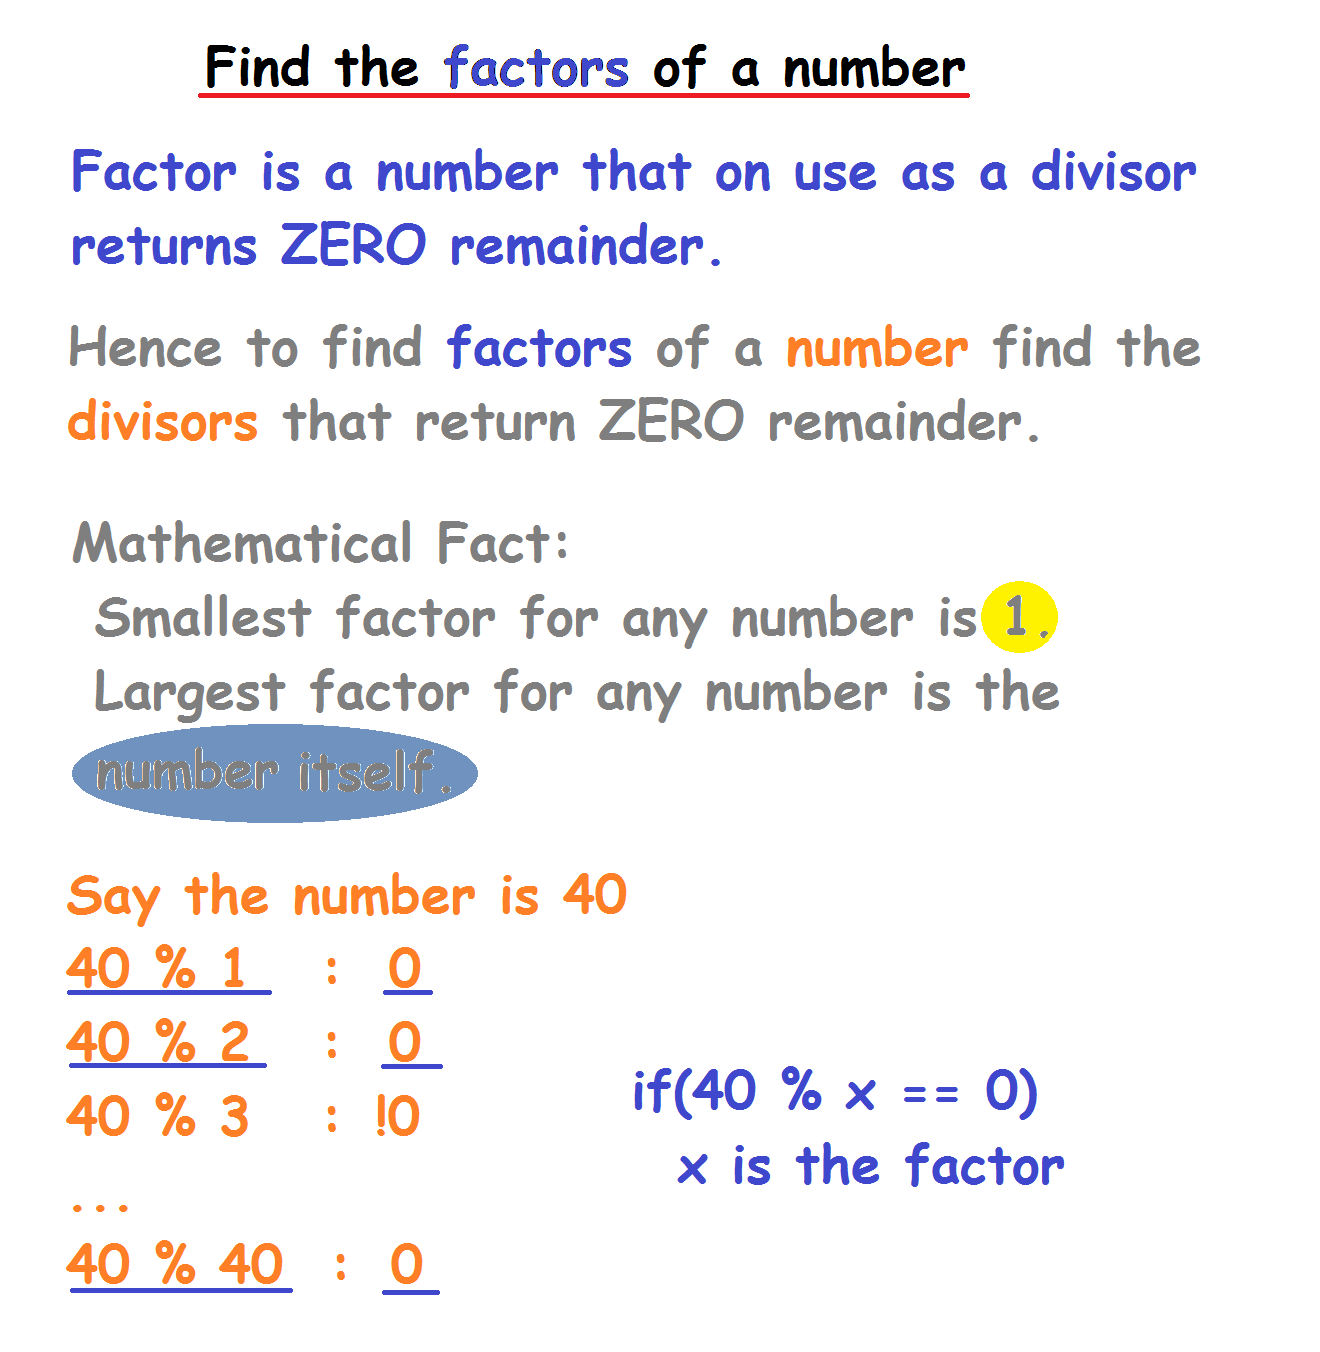 Find the factors of a number
Factor is a number that on use as a divisor
returns ZERO remainder.
Hence to find factors of a number find the
divisors that return ZERO remainder.
Mathematical Fact:
Smallest factor for any number is 1.
Largest factor for any number is the
number itself.
Say the number is 40
40 % 1 : 0
40 % 2 : 0
40 % 3 : !0
...
40 % 40 : 0
if(40 % x == 0)
x is the factor